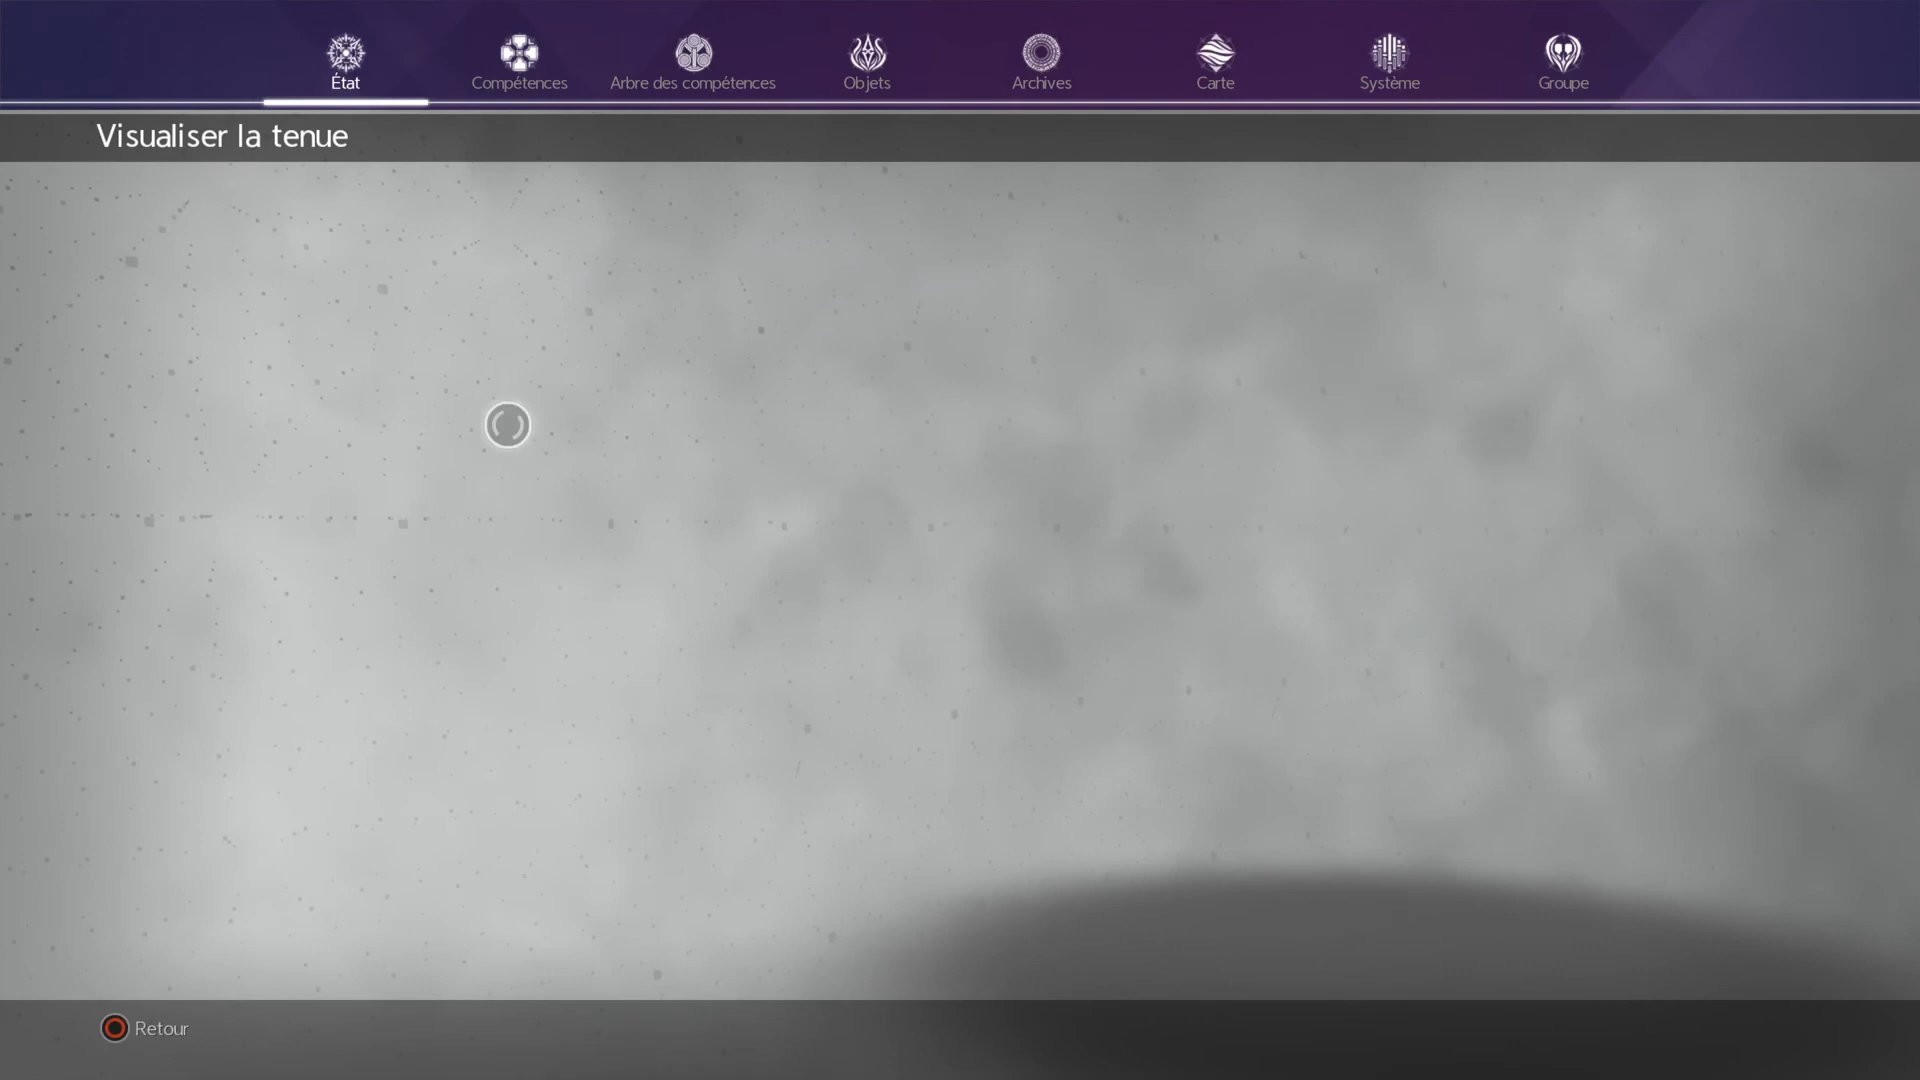 État
Compétences
Arbre des compétences
Objets
Archives
Carte
Système
Groupe
Visualiser la tenue
Retour